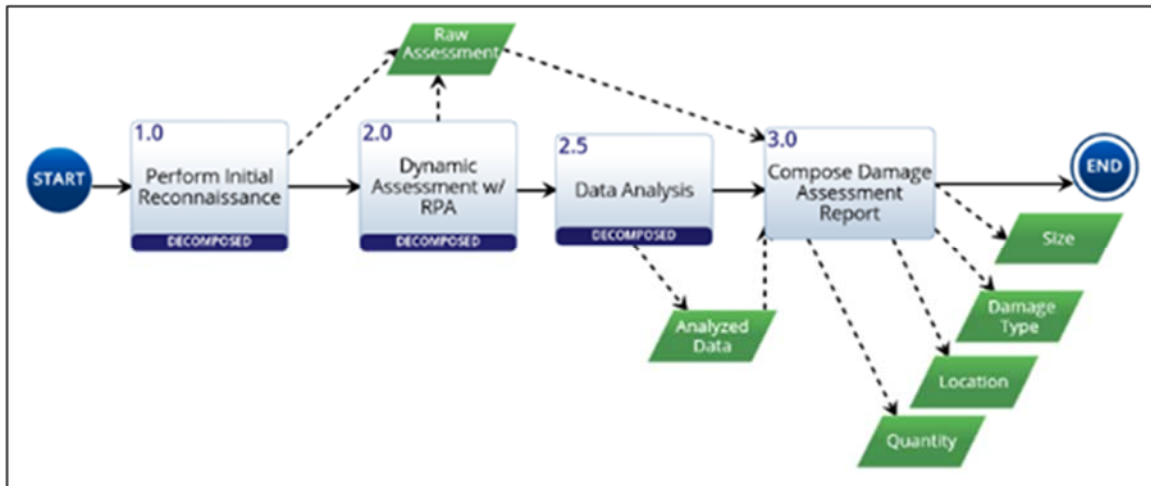 Raw
Assessment
1.0
Perform Initial
Reconnaissance
DECOMPOSED
2.0
Dynamic
Assessment w/
RPA
DECOMPOSED
2.5
Data Analysis
DECOMPOSED
3.0
Compose Damage
Assessment
Report
START
END
Size
Damage
Type
Analyzed
Data
Location
Quantity